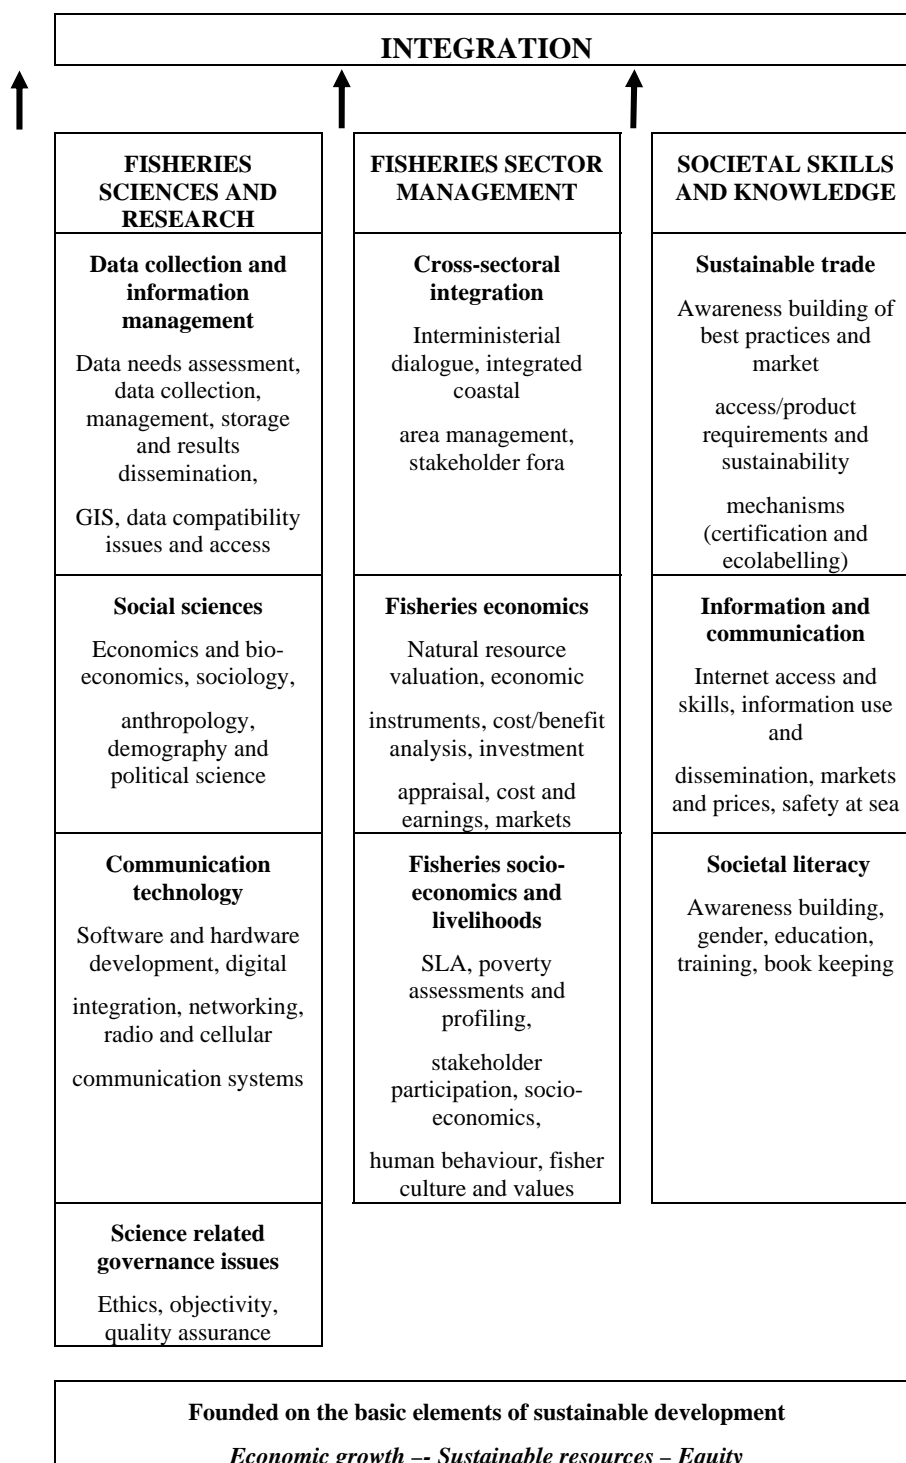 INTEGRATION
FISHERIES
SCIENCES AND
RESEARCH
Data collection and
information
management
Data needs assessment,
data collection,
management, storage
and results
dissemination,
GIS, data compatibility
issues and access
Social sciences
Economics and bio-
economics, sociology,
anthropology,
demography and
political science
Communication
technology
Software and hardware
development, digital
integration, networking,
radio and cellular
communication systems
Science related
governance issues
Ethics, objectivity,
quality assurance
FISHERIES SECTOR
MANAGEMENT
Cross-sectoral
integration
Interministerial
dialogue, integrated
coastal
area management,
stakeholder fora
Fisheries economics
Natural resource
valuation, economic
instruments, cost/benefit
analysis, investment
appraisal, cost and
earnings, markets
Fisheries socio-
economics and
livelihoods
SLA, poverty
assessments and
profiling,
stakeholder
participation, socio-
economics,
human behaviour, fisher
culture and values
SOCIETAL SKILLS
AND KNOWLEDGE
Sustainable trade
Awareness building of
best practices and
market
access/product
requirements and
sustainability
mechanisms
(certification and
ecolabelling)
Information and
communication
Internet access and
skills, information use
and
dissemination, markets
and prices, safety at sea
Societal literacy
Awareness building,
gender, education,
training, book keeping
Founded on the basic elements of sustainable development
Economic growth –- Sustainable resources – Equity